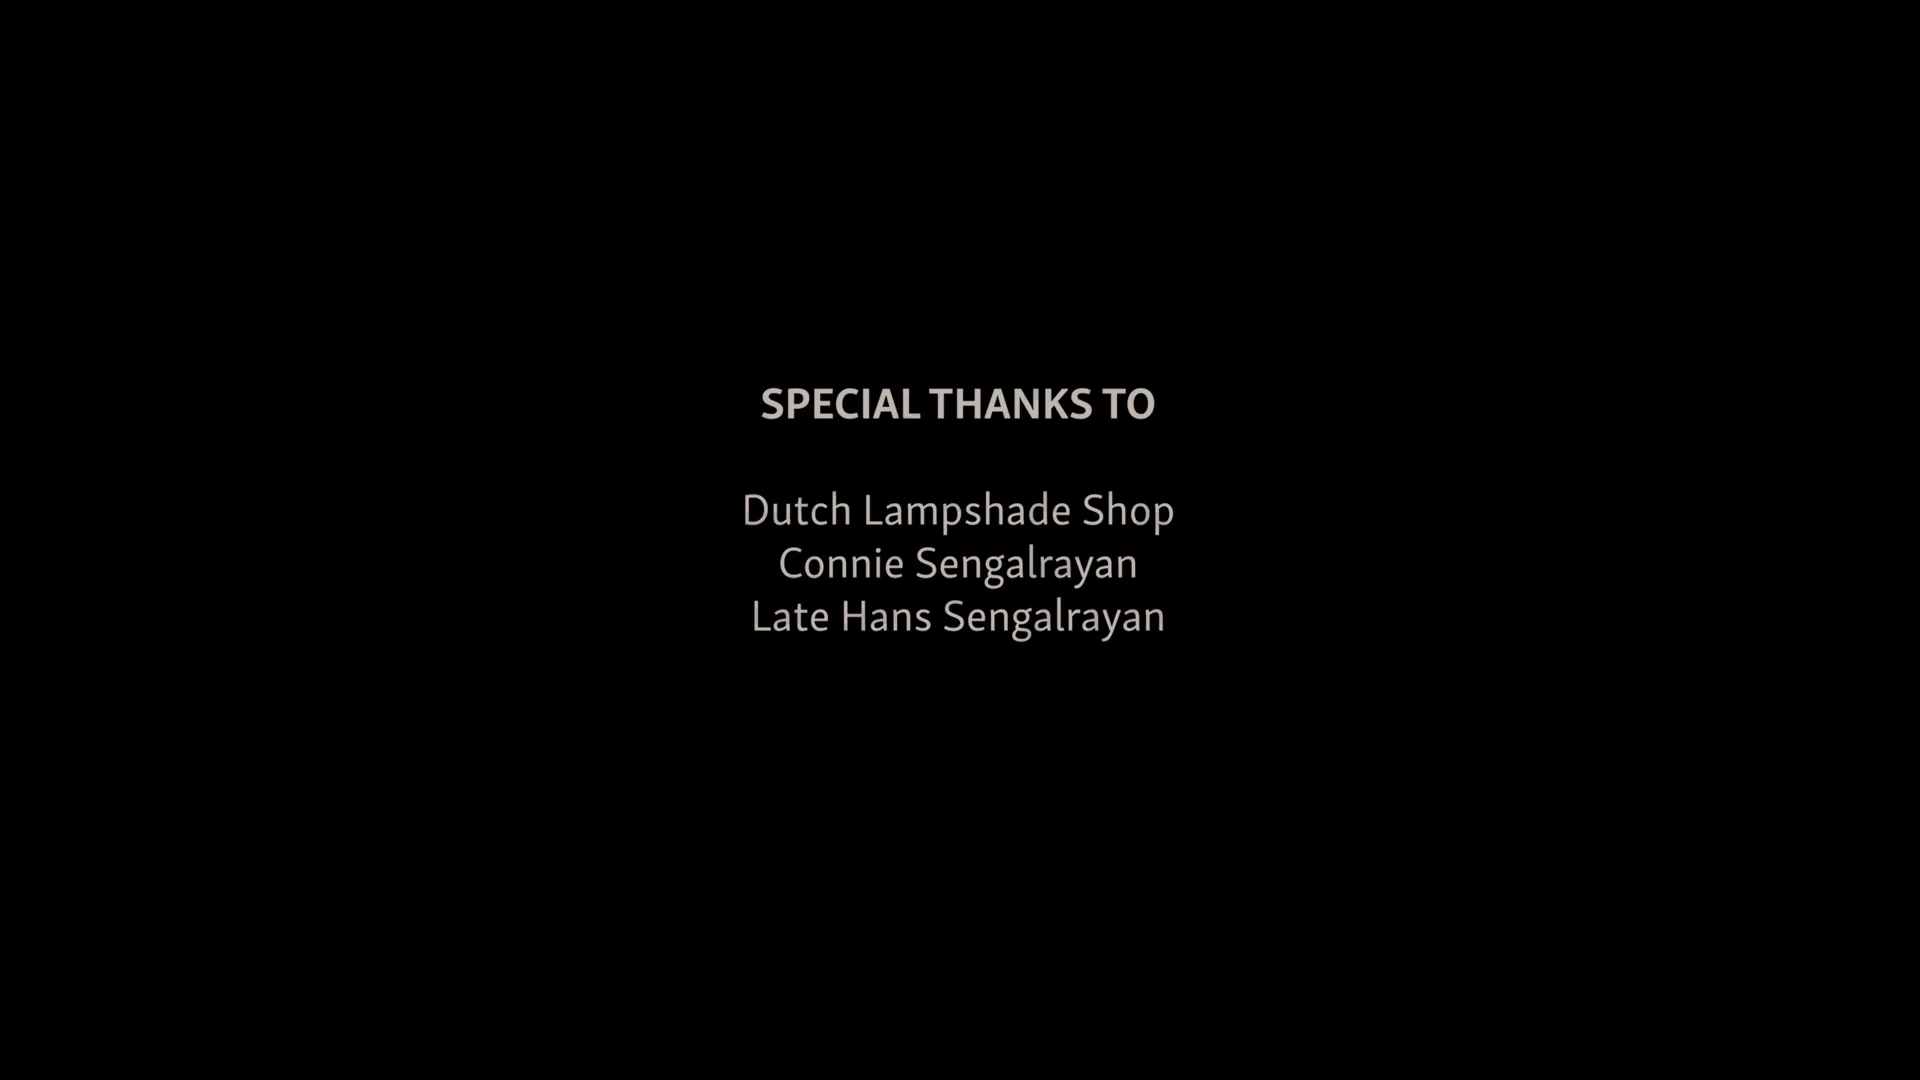 SPECIAL THANKS TO
Dutch Lampshade Shop
Connie Sengalrayan
Late Hans Sengalrayan